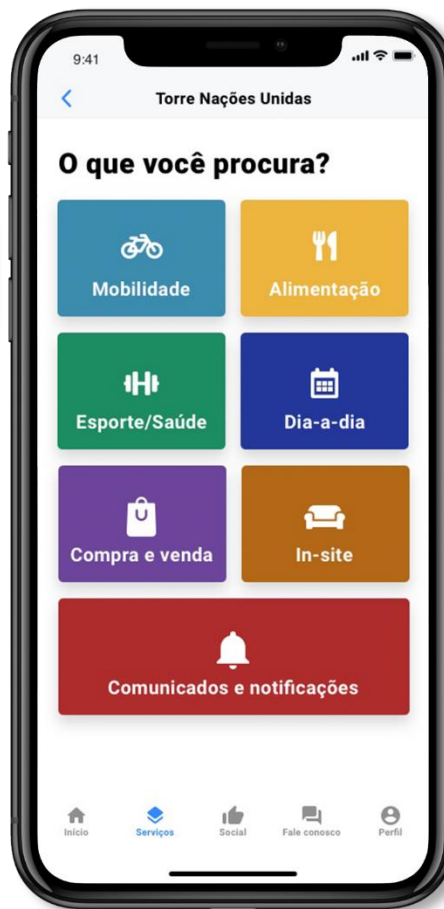 9:41
Torre Nações Unidas
O que você procura?
Mobilidade
Alimentação
Esporte/Saúde
Dia-a-dia
Compra e venda
In-site
Comunicados e notificações
Início
Serviços
Social
Fale conosco
Perfil